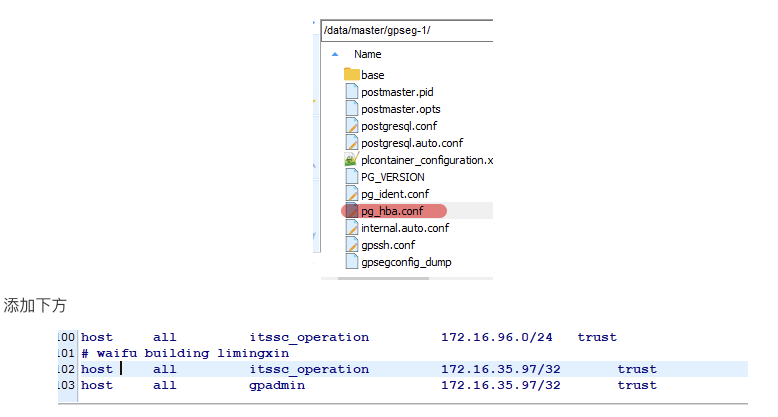 /data/master/gpseg-1/
Name
base
postmaster.pid
postmaster.opts
postgresql.conf
postgresql.auto.conf
plcontainer_configuration.x
PG_VERSION
pg_ident.conf
pg_hba.conf
internal.auto.conf
gpssh.conf
gpsegconfig_dump
添加下方
100 host all itssc_operation 172.16.96.0/24 trust
101 # waifu building limingxin
102 host all itssc_operation 172.16.35.97/32 trust
103 host all gpadmin 172.16.35.97/32 trust